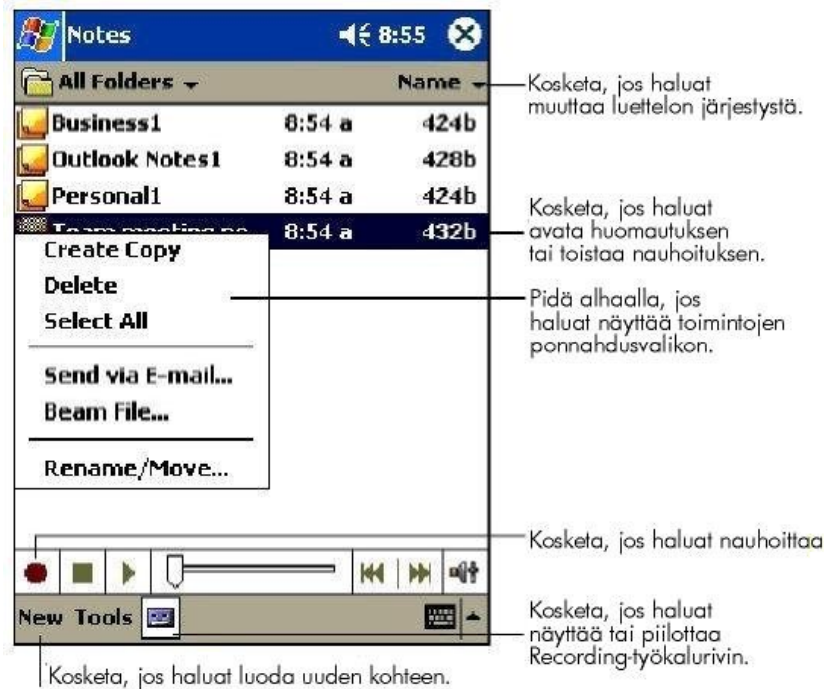 Notes 8:55
All Folders Name
Kosketa, jos haluat
muuttaa luettelon järjestystä.
Business1 8:54 a 424b
Outlook Notes1 8:54 a 428b
Personal1 8:54 a 424b
Team meeting no 8:54 a 432b
Kosketa, jos haluat
avata huomautuksen
tai toistaa nauhoituksen.
Create Copy
Delete
Select All
Send via E-mail...
Beam File...
Rename/Move...
Pidä alhaalla, jos
haluat näyttää toimintojen
ponnahdusvalikon.
Kosketa, jos haluat nauhoittaa
New Tools
Kosketa, jos haluat
näyttää tai piilottaa
Recording-työkalurivin.
Kosketa, jos haluat luoda uuden kohteen.